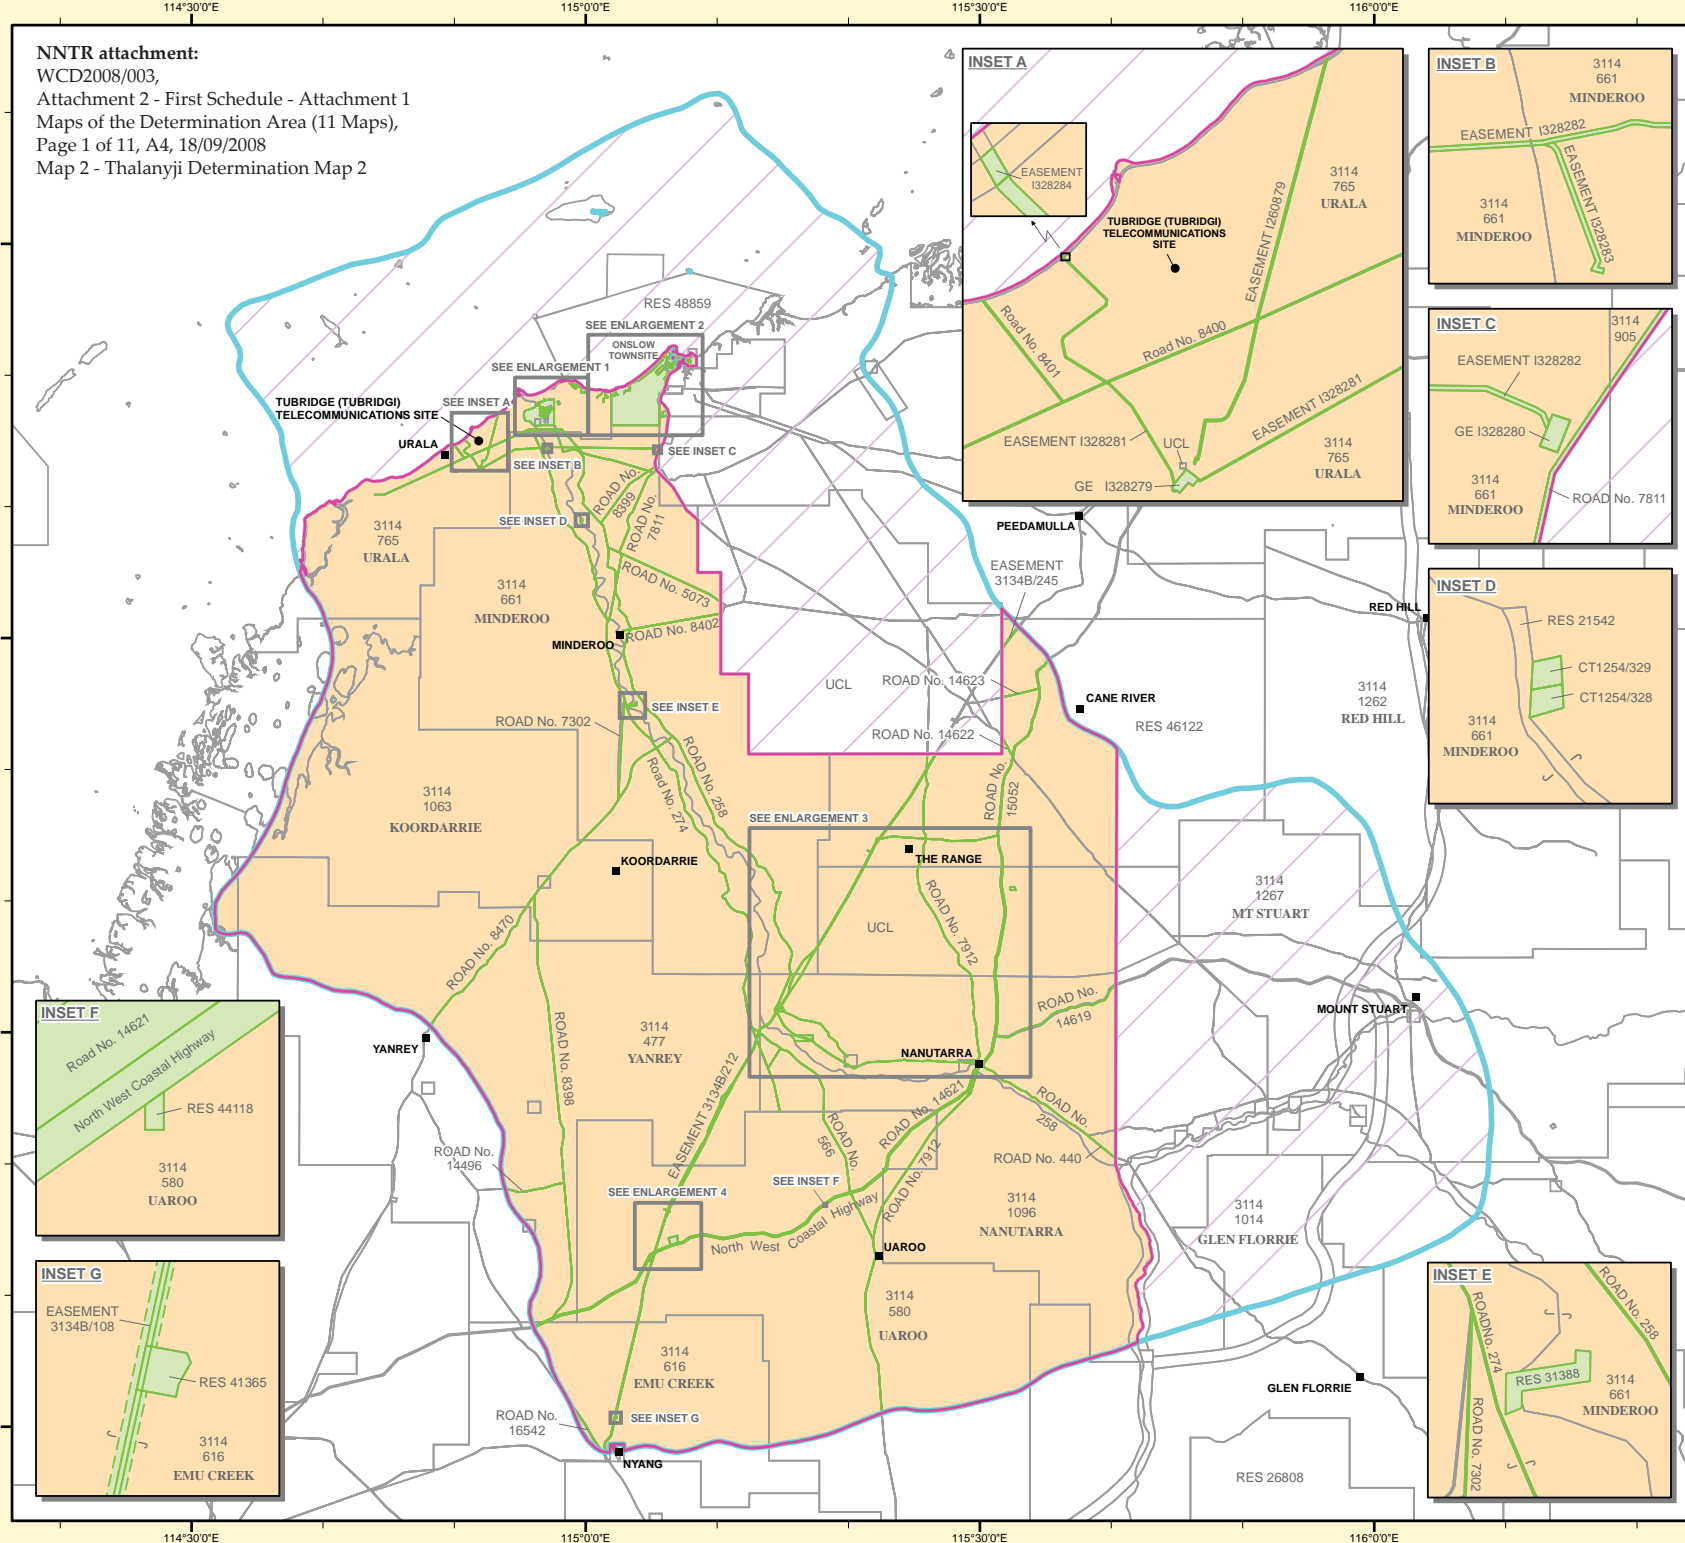 114°30'0"E
115°0'0"E
115°30'0"E
116°0'0"E
NNTR attachment:
WCD2008/003,
Attachment 2 - First Schedule - Attachment 1
Maps of the Determination Area (11 Maps),
Page 1 of 11, A4, 18/09/2008
Map 2 - Thalanyji Determination Map 2
INSET A
EASEMENT
I328284
TUBRIDGE (TUBRIDGI)
TELECOMMUNICATIONS
SITE
3114
765
URALA
EASEMENT I260879
Road No. 8401
Road No. 8400
EASEMENT I328281
EASEMENT I328281
UCL
3114
765
URALA
GE I328279
INSET B
3114
661
MINDEROO
EASEMENT I328282
EASEMENT I328283
3114
661
MINDEROO
INSET C
3114
905
EASEMENT I328282
GE I328280
3114
661
MINDEROO
ROAD No. 7811
INSET D
RES 21542
CT1254/329
CT1254/328
3114
661
MINDEROO
RES 48859
SEE ENLARGEMENT 2
ONSLOW
TOWNSITE
SEE ENLARGEMENT 1
TUBRIDGE (TUBRIDGI)
TELECOMMUNICATIONS SITE
SEE INSET A
URALA
SEE INSET B
SEE INSET C
ROAD No.
8399
ROAD No.
7811
SEE INSET D
3114
765
URALA
PEEDAMULLA
EASEMENT
3134B/245
ROAD No. 5073
3114
661
MINDEROO
MINDEROO
ROAD No. 8402
RED HILL
UCL
ROAD No. 14623
CANE RIVER
RES 46122
3114
1262
RED HILL
SEE INSET E
ROAD No. 7302
ROAD No. 14622
ROAD No. 258
Road No. 274
ROAD No.
15052
3114
1063
KOORDARRIE
SEE ENLARGEMENT 3
KOORDARRIE
THE RANGE
3114
1267
MT STUART
UCL
ROAD No. 7912
ROAD No. 8470
ROAD No.
14619
MOUNT STUART
INSET F
Road No. 14621
North West Coastal Highway
RES 44118
3114
580
UAROO
YANREY
ROAD No. 8398
3114
477
YANREY
NANUTARRA
EASEMENT 3134B/212
ROAD No.
566
ROAD No. 14621
ROAD No. 7912
ROAD No.
258
ROAD No.
14496
ROAD No. 440
SEE ENLARGEMENT 4
SEE INSET F
3114
1096
NANUTARRA
3114
1014
GLEN FLORRIE
North West Coastal Highway
UAROO
3114
580
UAROO
INSET G
EASEMENT
3134B/108
RES 41365
3114
616
EMU CREEK
3114
616
EMU CREEK
ROAD No.
16542
SEE INSET G
NYANG
GLEN FLORRIE
RES 26808
INSET E
ROAD No. 258
ROADNo. 274
RES 31388
3114
661
MINDEROO
ROAD No. 7302
114°30'0"E
115°0'0"E
115°30'0"E
116°0'0"E